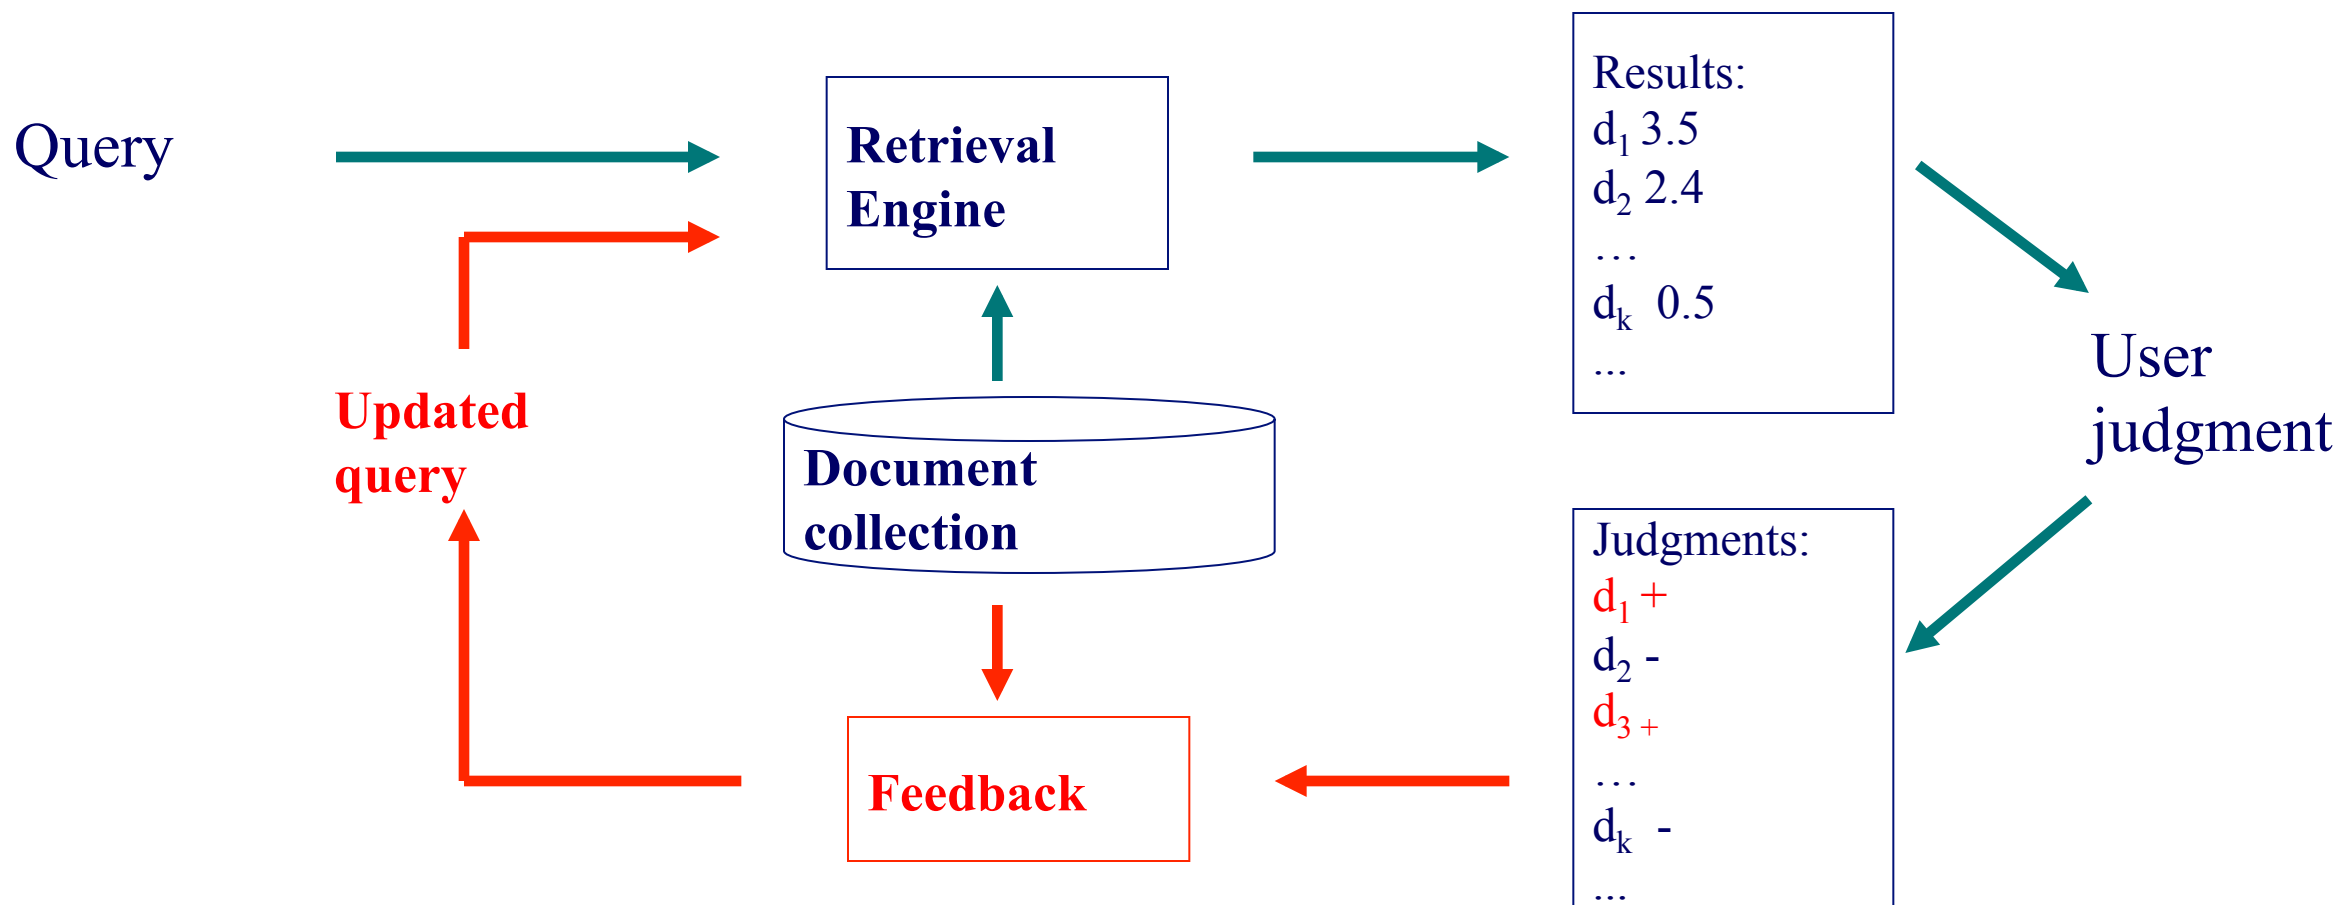 Query
Retrieval
Engine
Results:
d₁ 3.5
d₂ 2.4
…
dₖ 0.5
...
User
judgment
Updated
query
Document
collection
Judgments:
d₁ +
d₂ -
d₃ ₊
…
dₖ -
...
Feedback